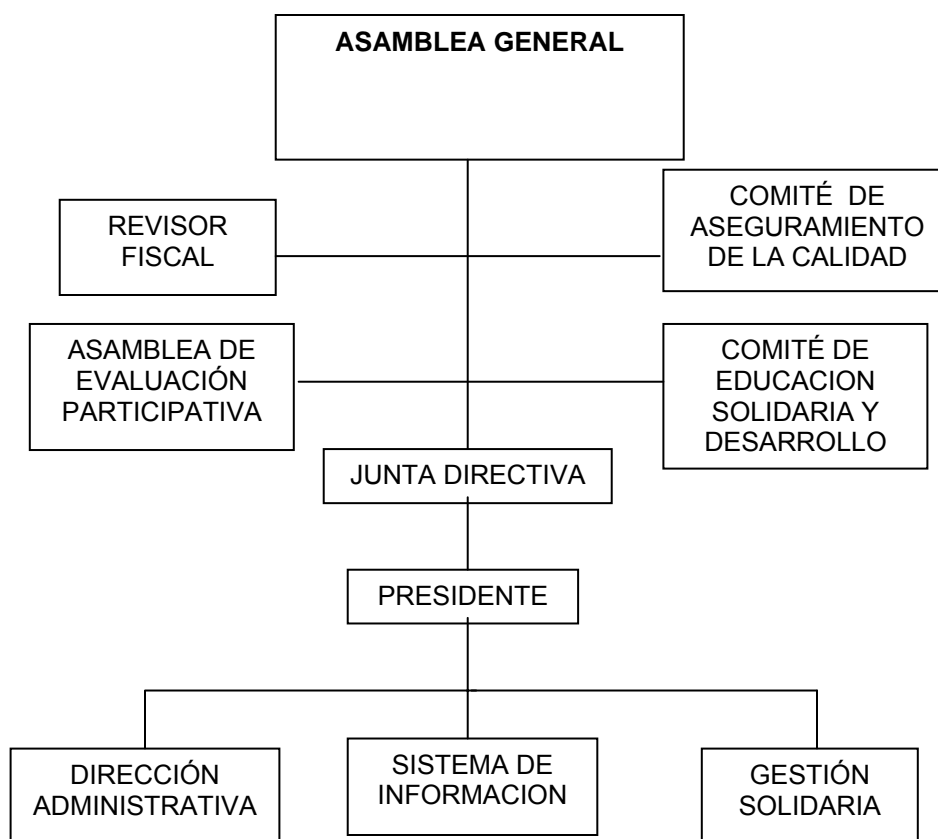 ASAMBLEA GENERAL
REVISOR
FISCAL
COMITÉ DE
ASEGURAMIENTO
DE LA CALIDAD
ASAMBLEA DE
EVALUACIÓN
PARTICIPATIVA
COMITÉ DE
EDUCACION
SOLIDARIA Y
DESARROLLO
JUNTA DIRECTIVA
PRESIDENTE
DIRECCIÓN
ADMINISTRATIVA
SISTEMA DE
INFORMACION
GESTIÓN
SOLIDARIA